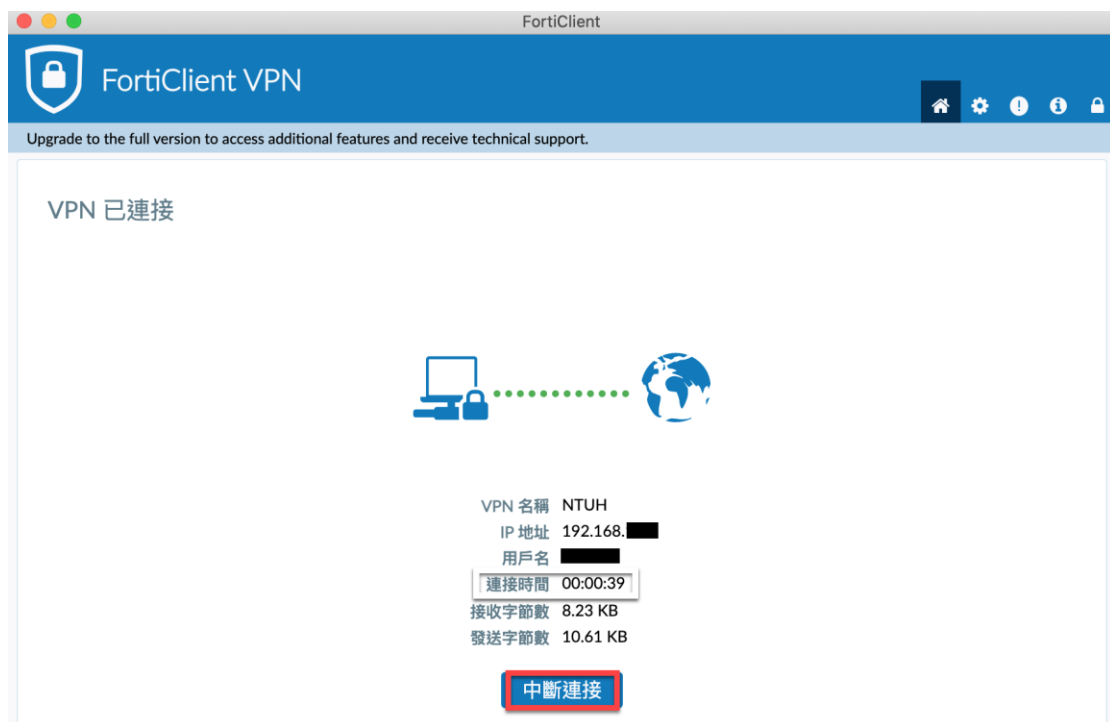 FortiClient
FortiClient VPN
Upgrade to the full version to access additional features and receive technical support.
VPN 已連接
VPN 名稱 NTUH
IP 地址 192.168.
用戶名
連接時間 00:00:39
接收字節數 8.23 KB
發送字節數 10.61 KB
中斷連接